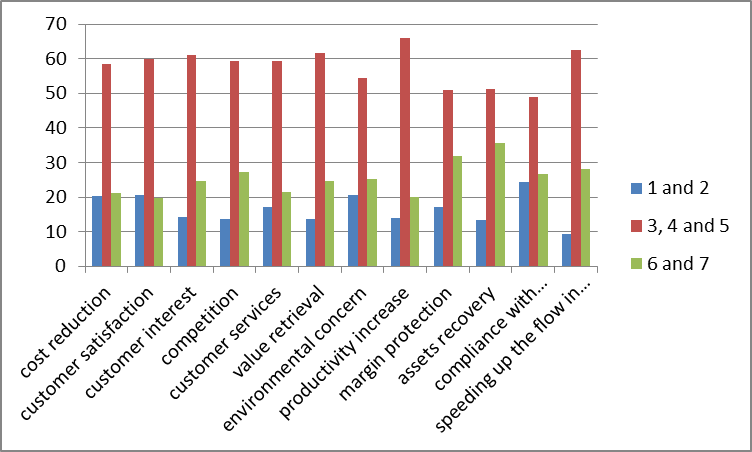 70
60
50
40
30
20
10
0
cost reduction
customer satisfaction
customer interest
competition
customer services
value retrieval
environmental concern
productivity increase
margin protection
assets recovery
compliance with...
speeding up the flow in...
1 and 2
3, 4 and 5
6 and 7